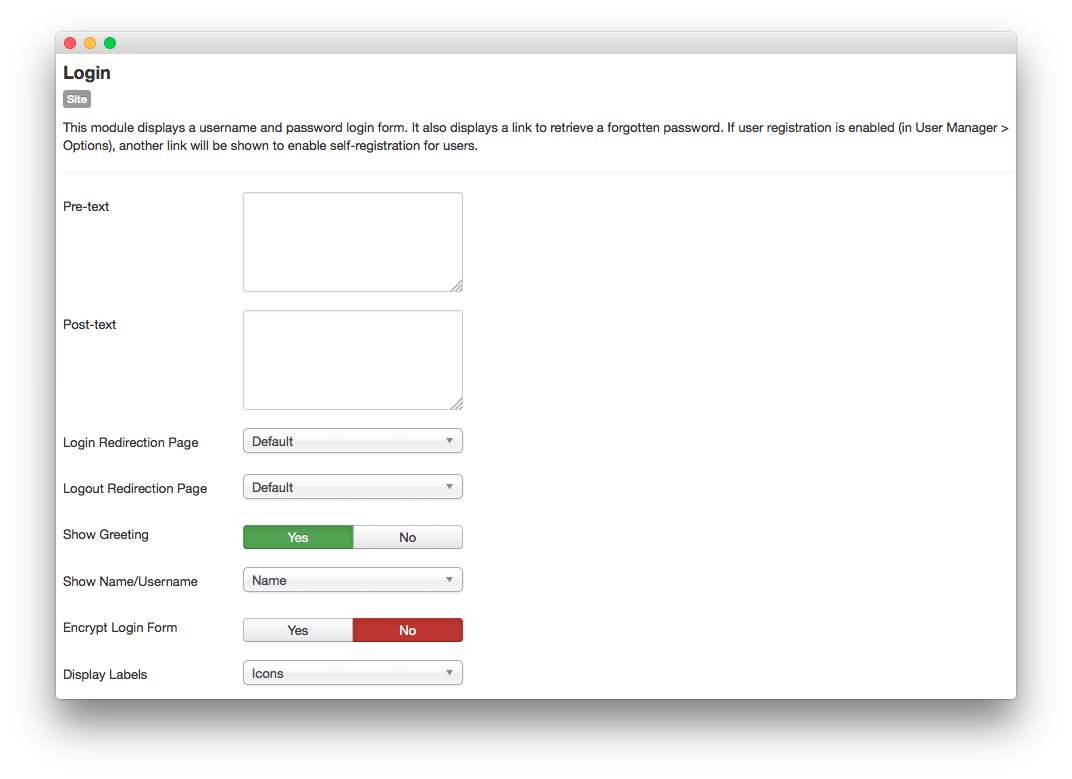 Login
Site
This module displays a username and password login form. It also displays a link to retrieve a forgotten password. If user registration is enabled (in User Manager >
Options), another link will be shown to enable self-registration for users.
Pre-text
Post-text
Login Redirection Page Default
Logout Redirection Page Default
Show Greeting Yes No
Show Name/Username Name
Encrypt Login Form Yes No
Display Labels Icons